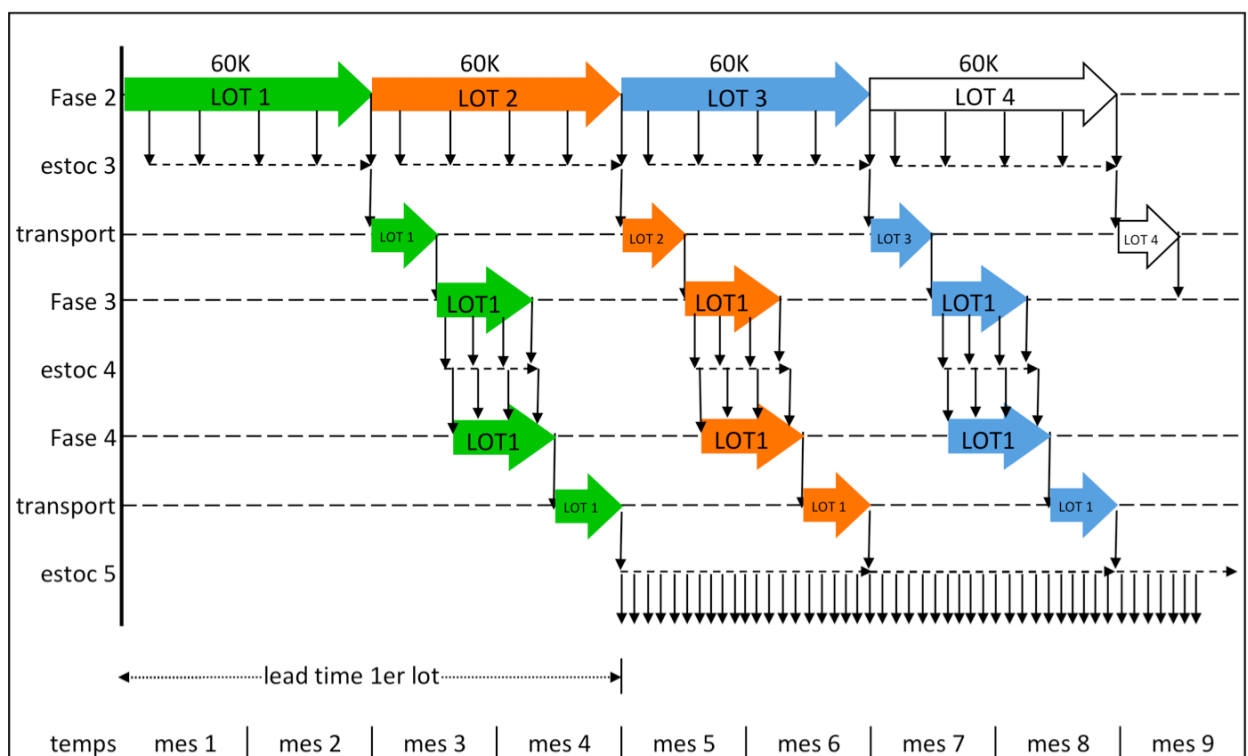 60K 60K 60K 60K
Fase 2 LOT 1 LOT 2 LOT 3 LOT 4
estoc 3
transport LOT 1 LOT 2 LOT 3 LOT 4
Fase 3 LOT1 LOT1 LOT1
estoc 4
Fase 4 LOT1 LOT1 LOT1
transport LOT 1 LOT 1 LOT 1
estoc 5
lead time 1er lot
temps mes 1 mes 2 mes 3 mes 4 mes 5 mes 6 mes 7 mes 8 mes 9